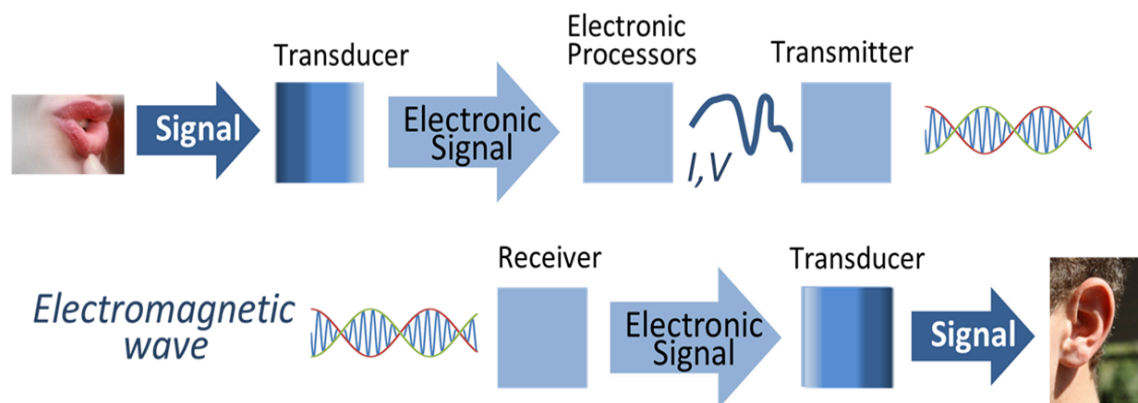 Electronic
Processors
Transducer
Transmitter
Signal
Electronic
Signal
I,V
Receiver
Transducer
Electromagnetic
wave
Electronic
Signal
Signal